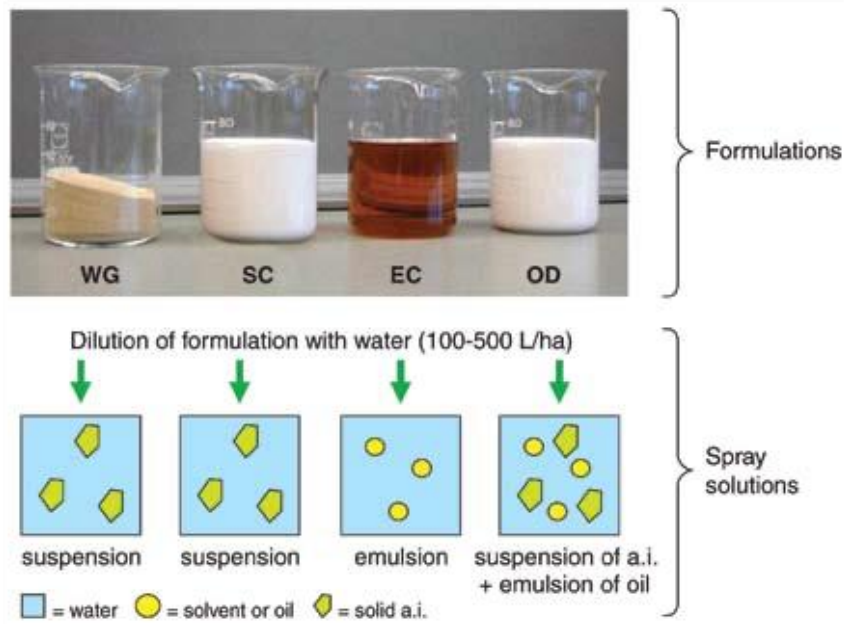 WG SC EC OD
Formulations
Dilution of formulation with water (100-500 L/ha)
suspension suspension emulsion suspension of a.i.
+ emulsion of oil
Spray
solutions
= water = solvent or oil = solid a.i.